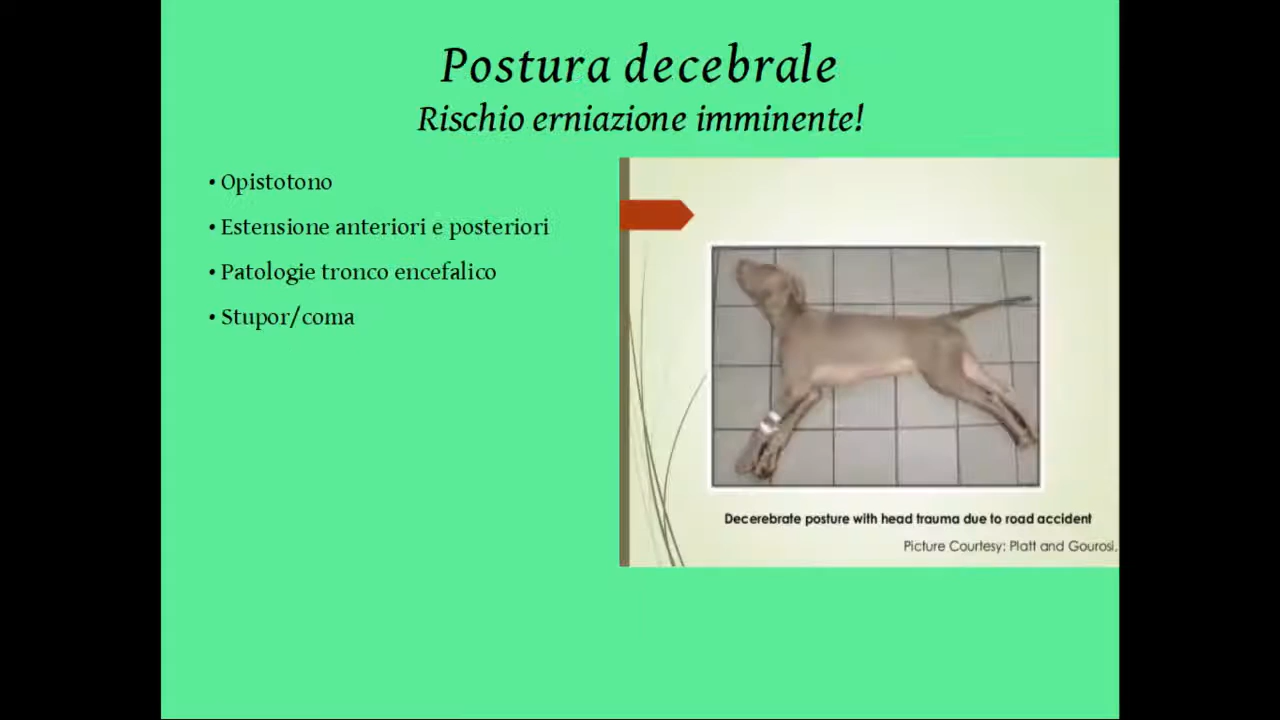 Postura decebrale
Rischio erniazione imminente!
• Opistotono
• Estensione anteriori e posteriori
• Patologie tronco encefalico
• Stupor/coma
Decerebrate posture with head trauma due to road accident
Picture Courtesy: Platt and Gourosi.